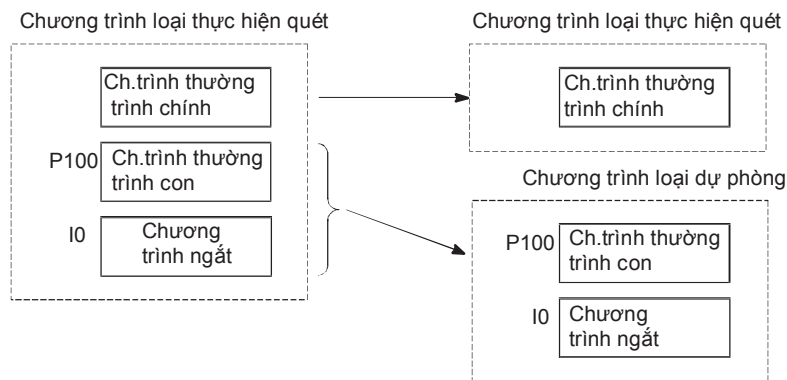 Chương trình loại thực hiện quét
Ch.trình thường
trình chính
P100
Ch.trình thường
trình con
I0
Chương
trình ngắt
Chương trình loại thực hiện quét
Ch.trình thường
trình chính
Chương trình loại dự phòng
P100
Ch.trình thường
trình con
I0
Chương
trình ngắt